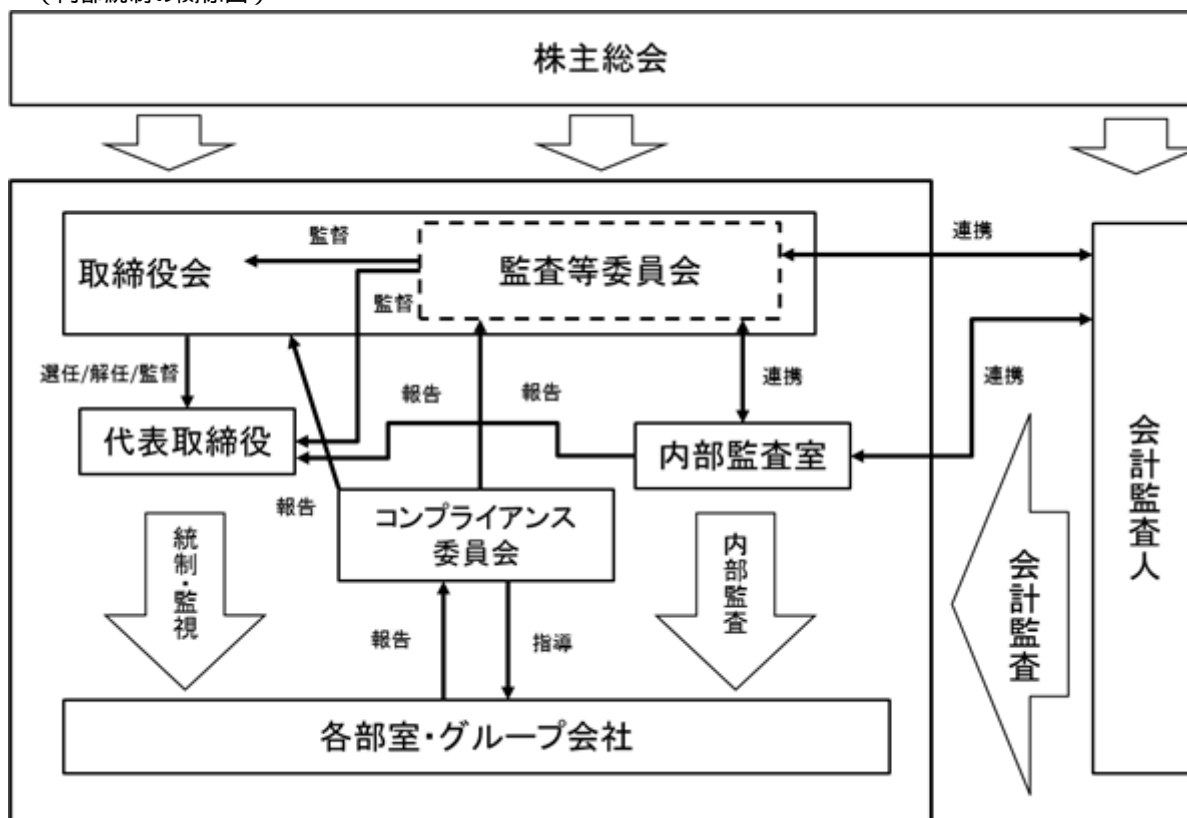 株主総会
監督
連携
取締役会
監査等委員会
監督
選任/解任/監督
報告
報告
連携
連携
代表取締役
内部監査室
報告
コンプライアンス
委員会
統制・監視
内部監査
会計監査
会計監査人
報告
指導
各部室・グループ会社